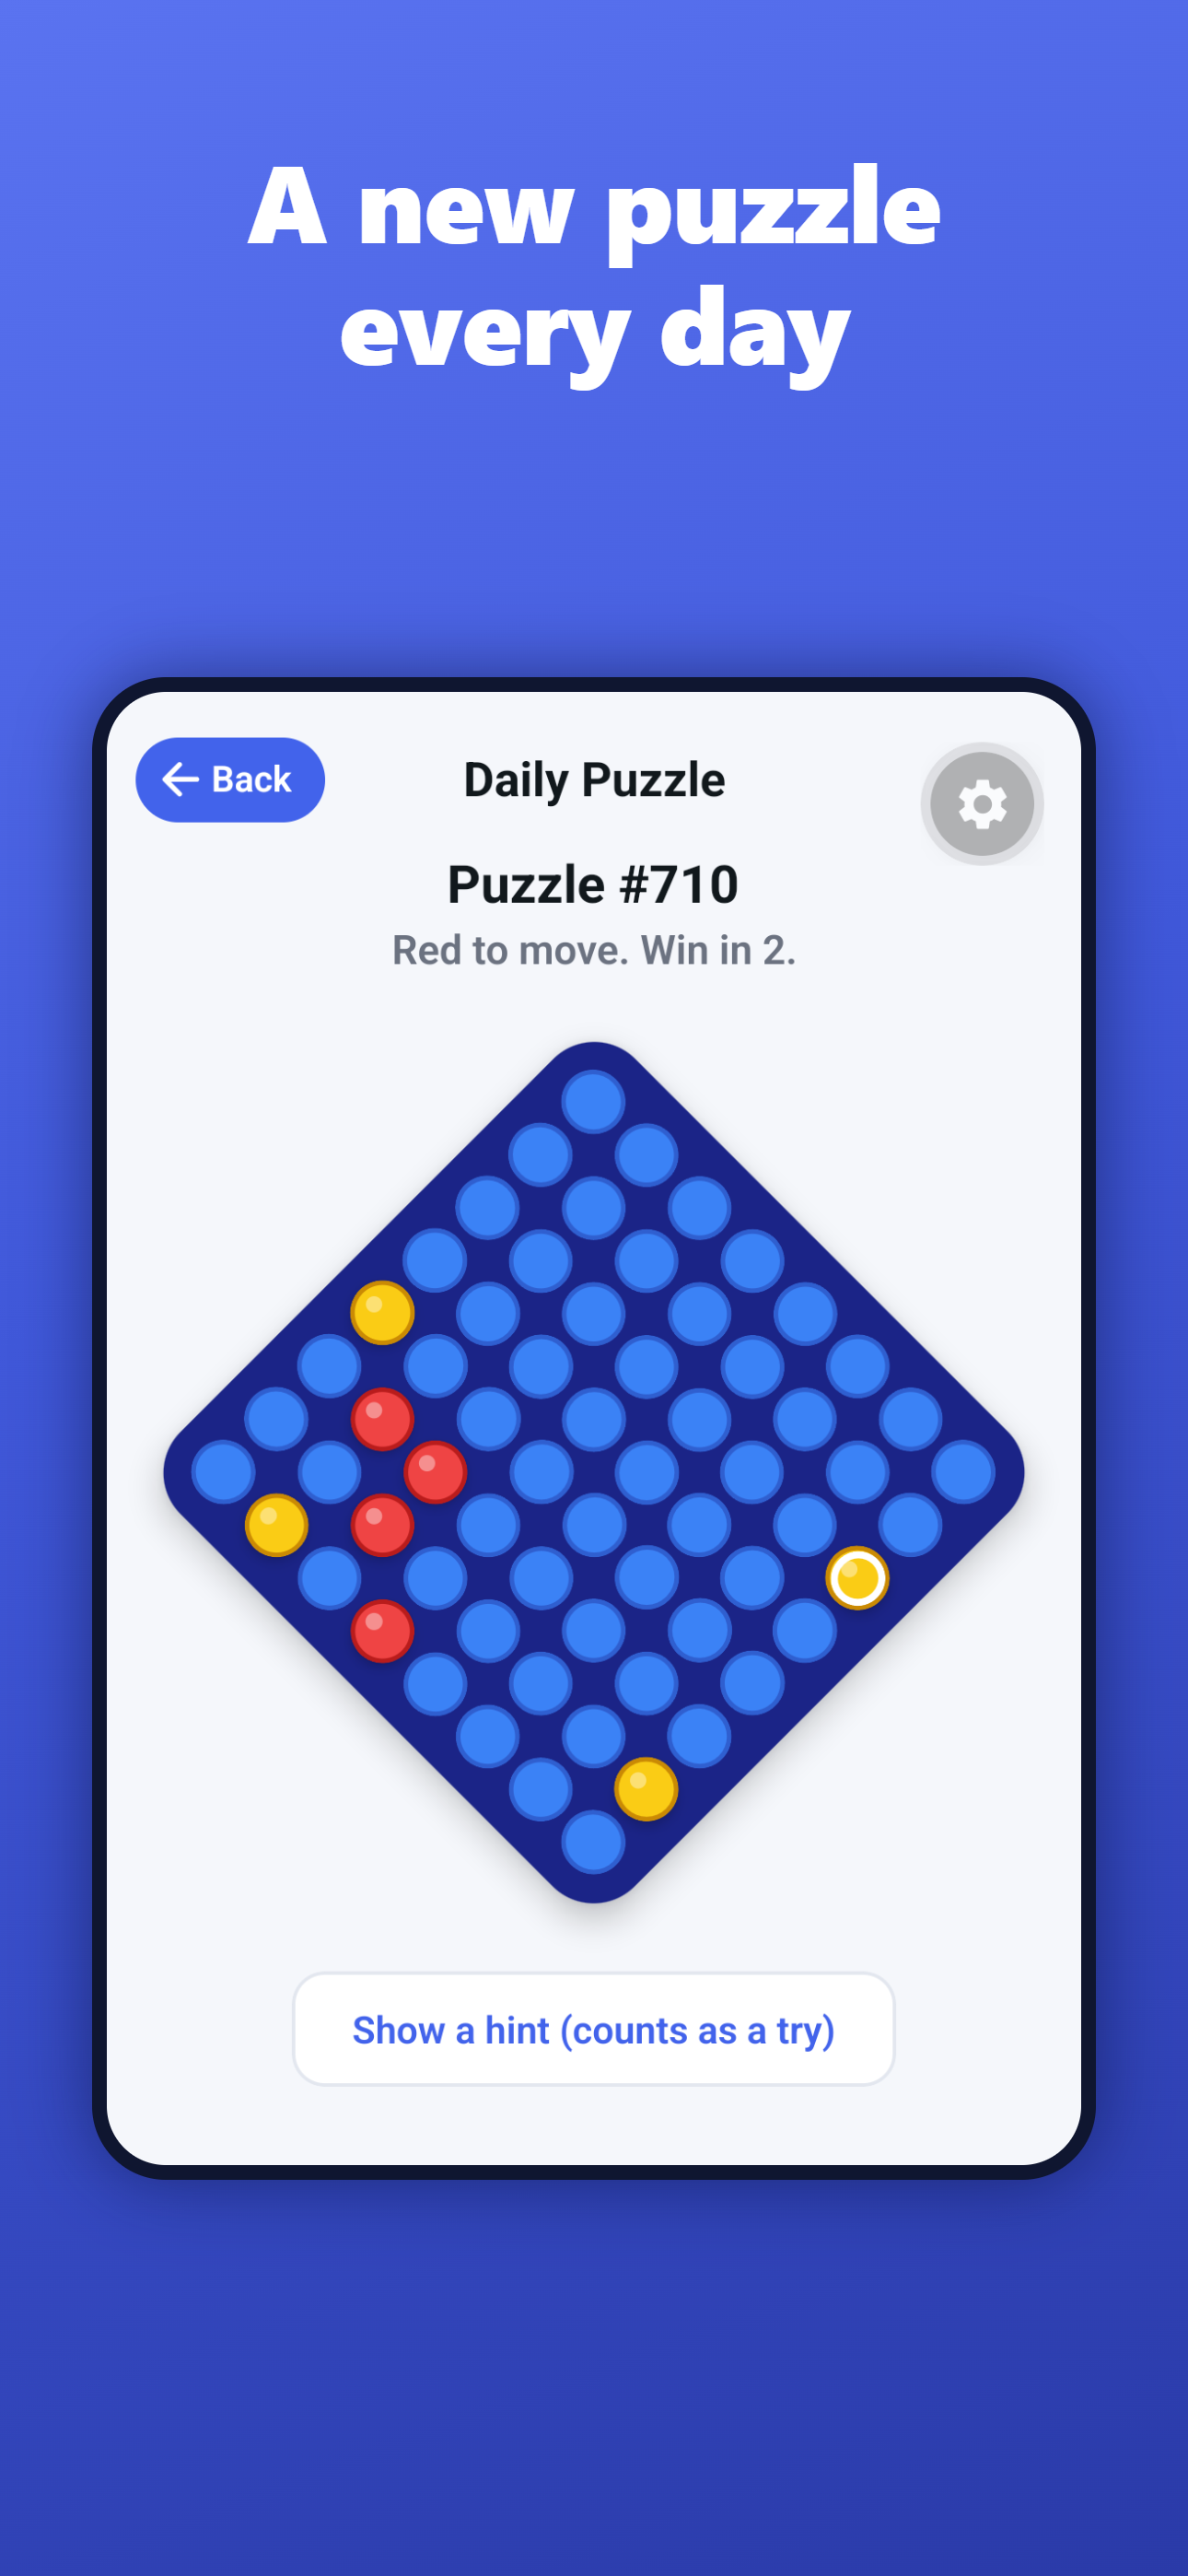 A new puzzle
every day
Back
Daily Puzzle
Puzzle #710
Red to move. Win in 2.
Show a hint (counts as a try)